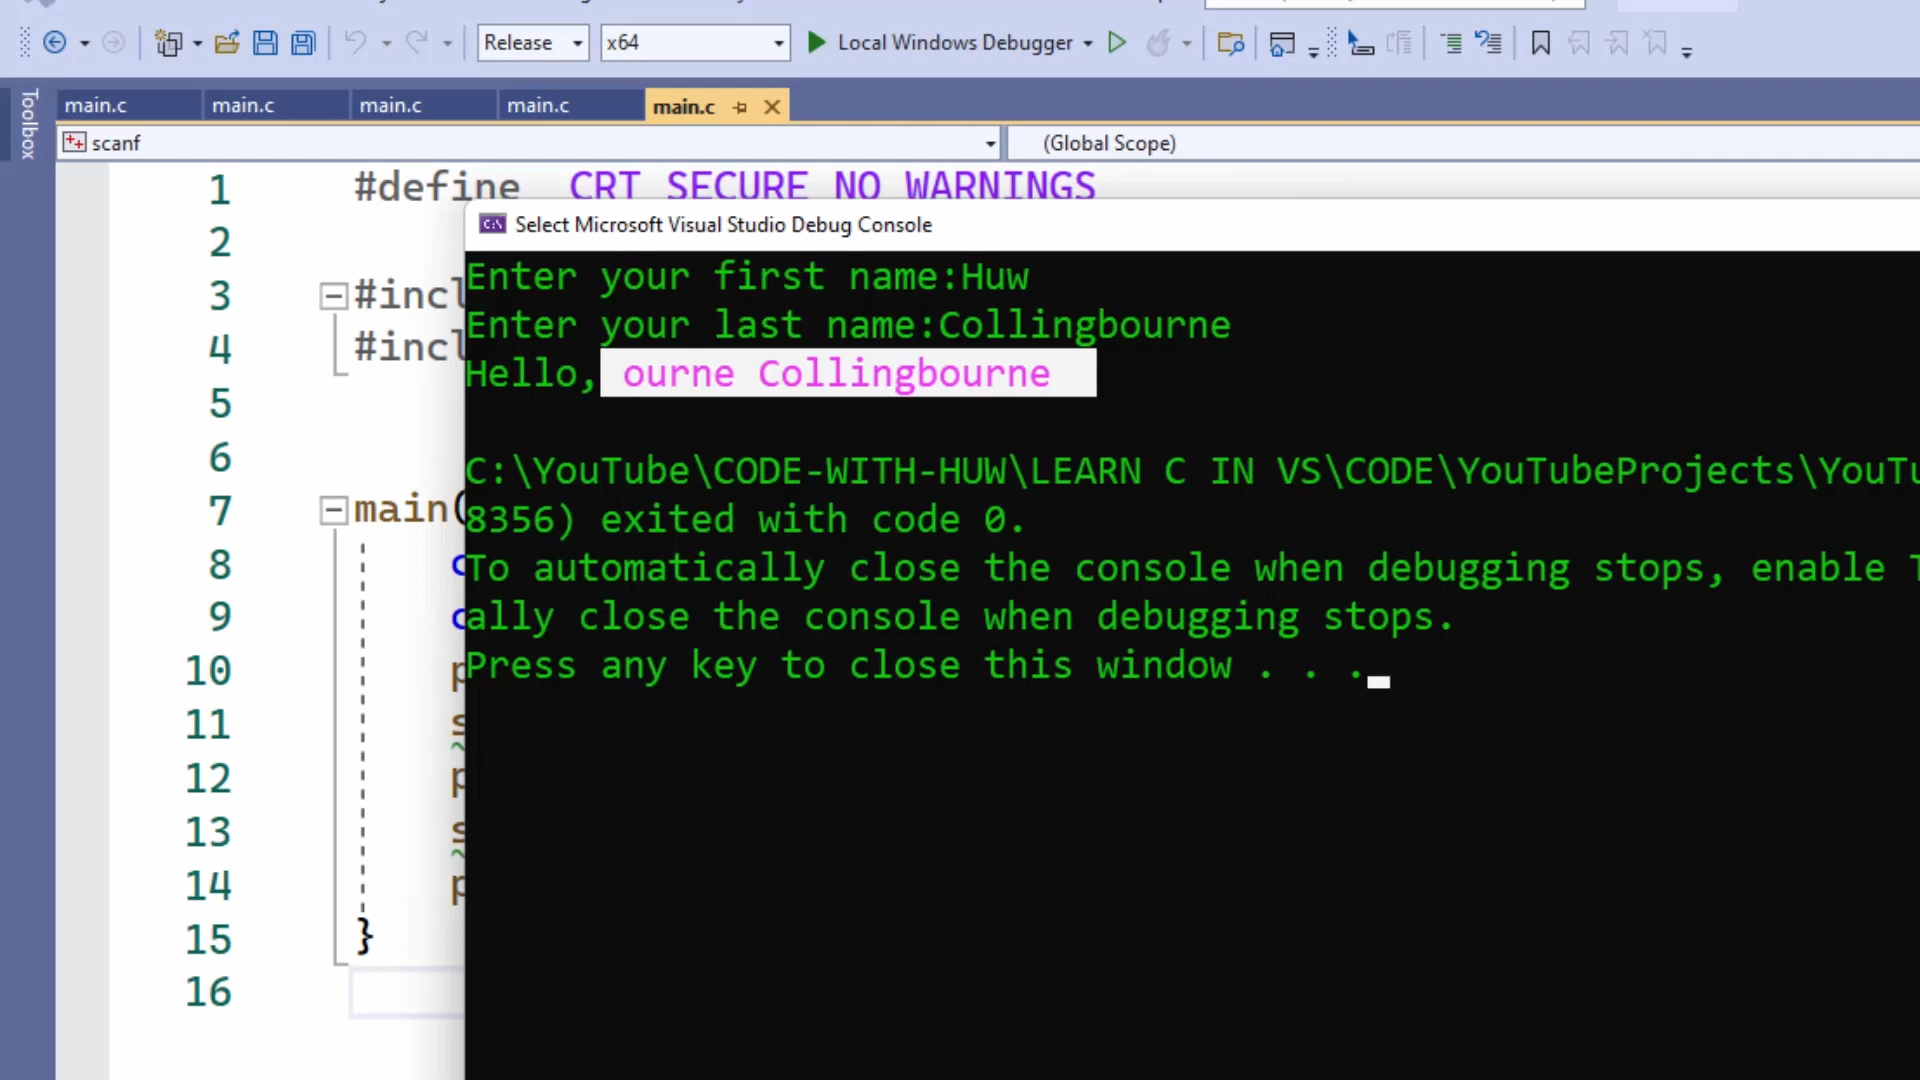 Release x64 Local Windows Debugger
Toolbox
main.c main.c main.c main.c main.c
scanf (Global Scope)
1 #define _CRT_SECURE_NO_WARNINGS
2
Select Microsoft Visual Studio Debug Console
3 #incl
4 #incl
5
6
7 main(
8 c
9 c
10 p
11 s
12 p
13 s
14 p
15 }
16
Enter your first name:Huw
Enter your last name:Collingbourne
Hello, ourne Collingbourne
C:\YouTube\CODE-WITH-HUW\LEARN C IN VS\CODE\YouTubeProjects\YouTu
8356) exited with code 0.
To automatically close the console when debugging stops, enable T
ally close the console when debugging stops.
Press any key to close this window . . .